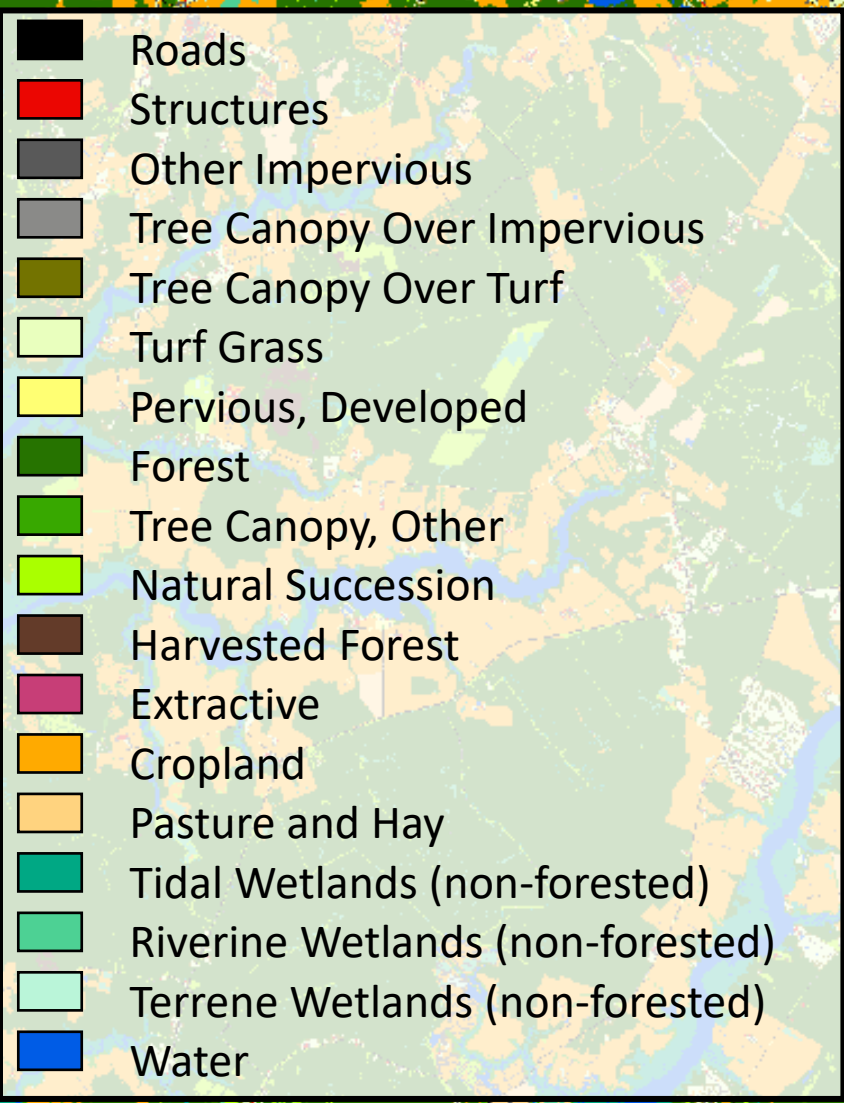 Roads
Structures
Other Impervious
Tree Canopy Over Impervious
Tree Canopy Over Turf
Turf Grass
Pervious, Developed
Forest
Tree Canopy, Other
Natural Succession
Harvested Forest
Extractive
Cropland
Pasture and Hay
Tidal Wetlands (non-forested)
Riverine Wetlands (non-forested)
Terrene Wetlands (non-forested)
Water